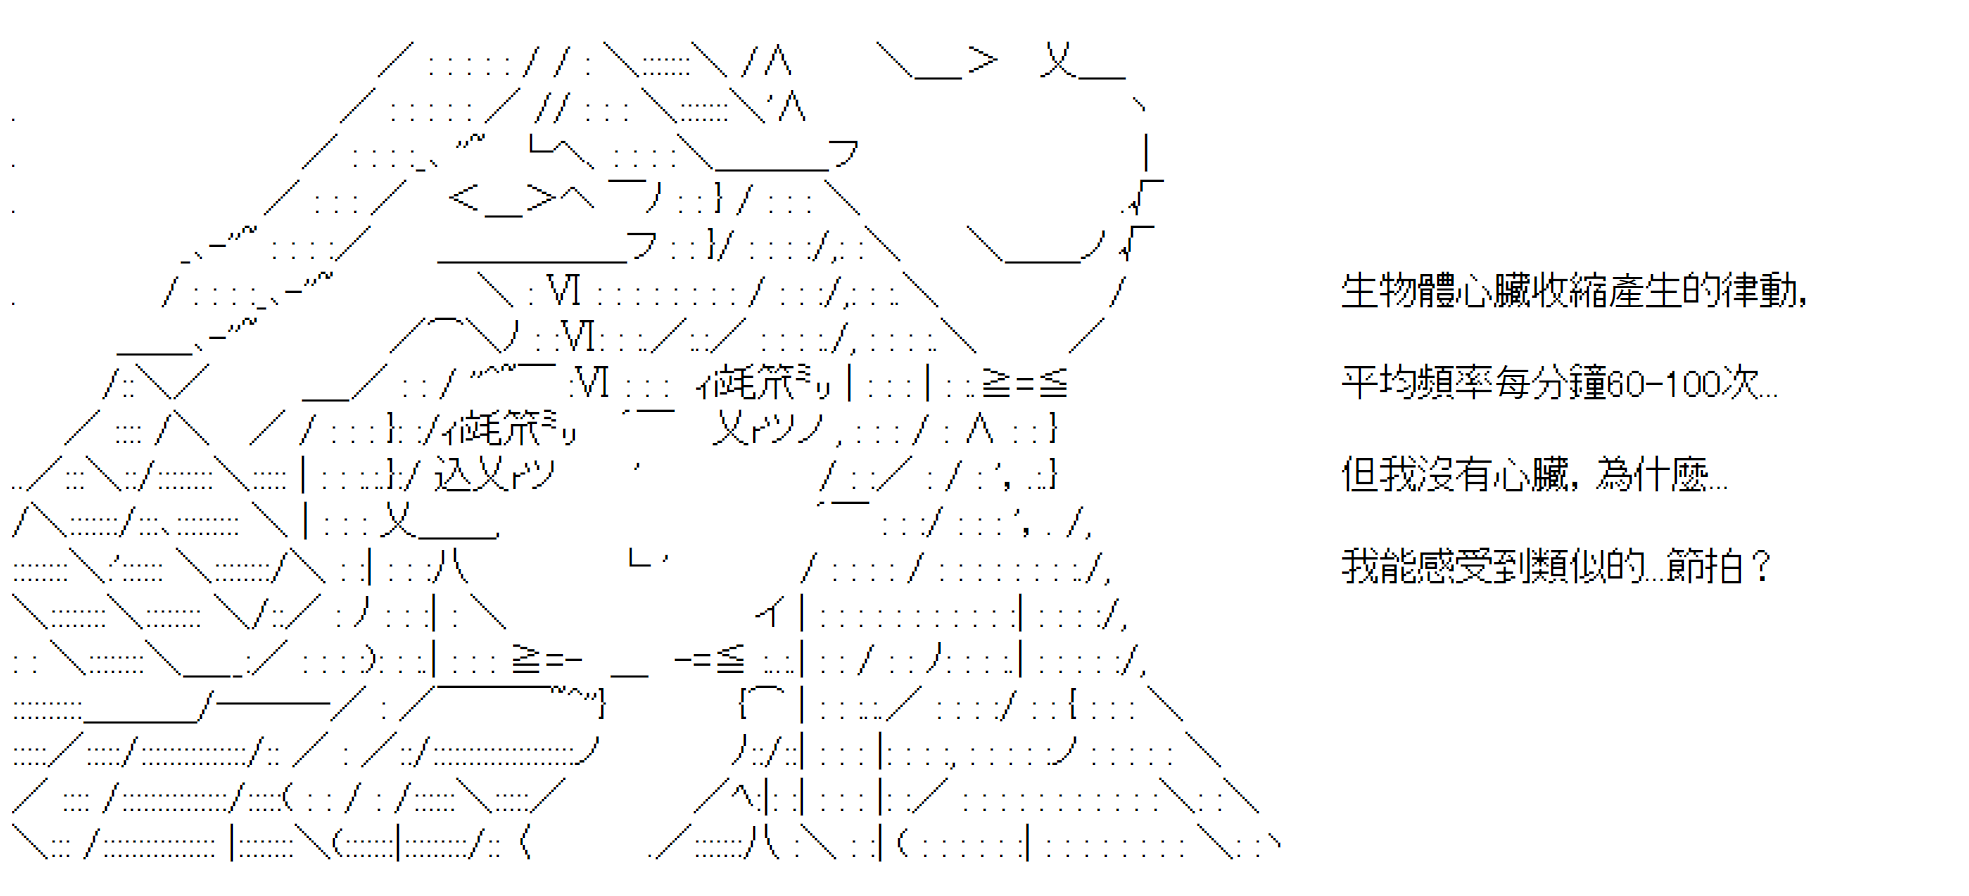 生物體心臟收縮產生的律動，
平均頻率每分鐘60-100次...
但我沒有心臟，為什麼...
我能感受到類似的...節拍？